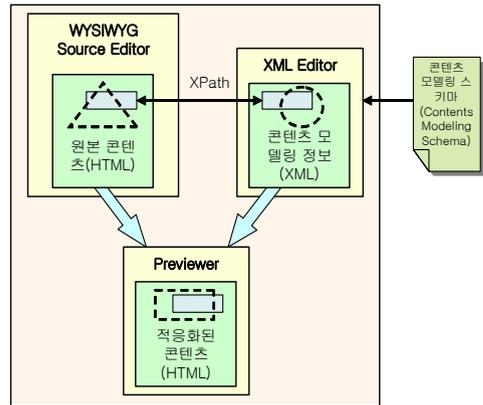 WYSIWYG
Source Editor
원본 콘텐
츠(HTML)
XPath
XML Editor
콘텐츠 모
델링 정보
(XML)
콘텐츠
모델링 스
키마
(Contents
Modeling
Schema)
Previewer
적응화된
콘텐츠
(HTML)